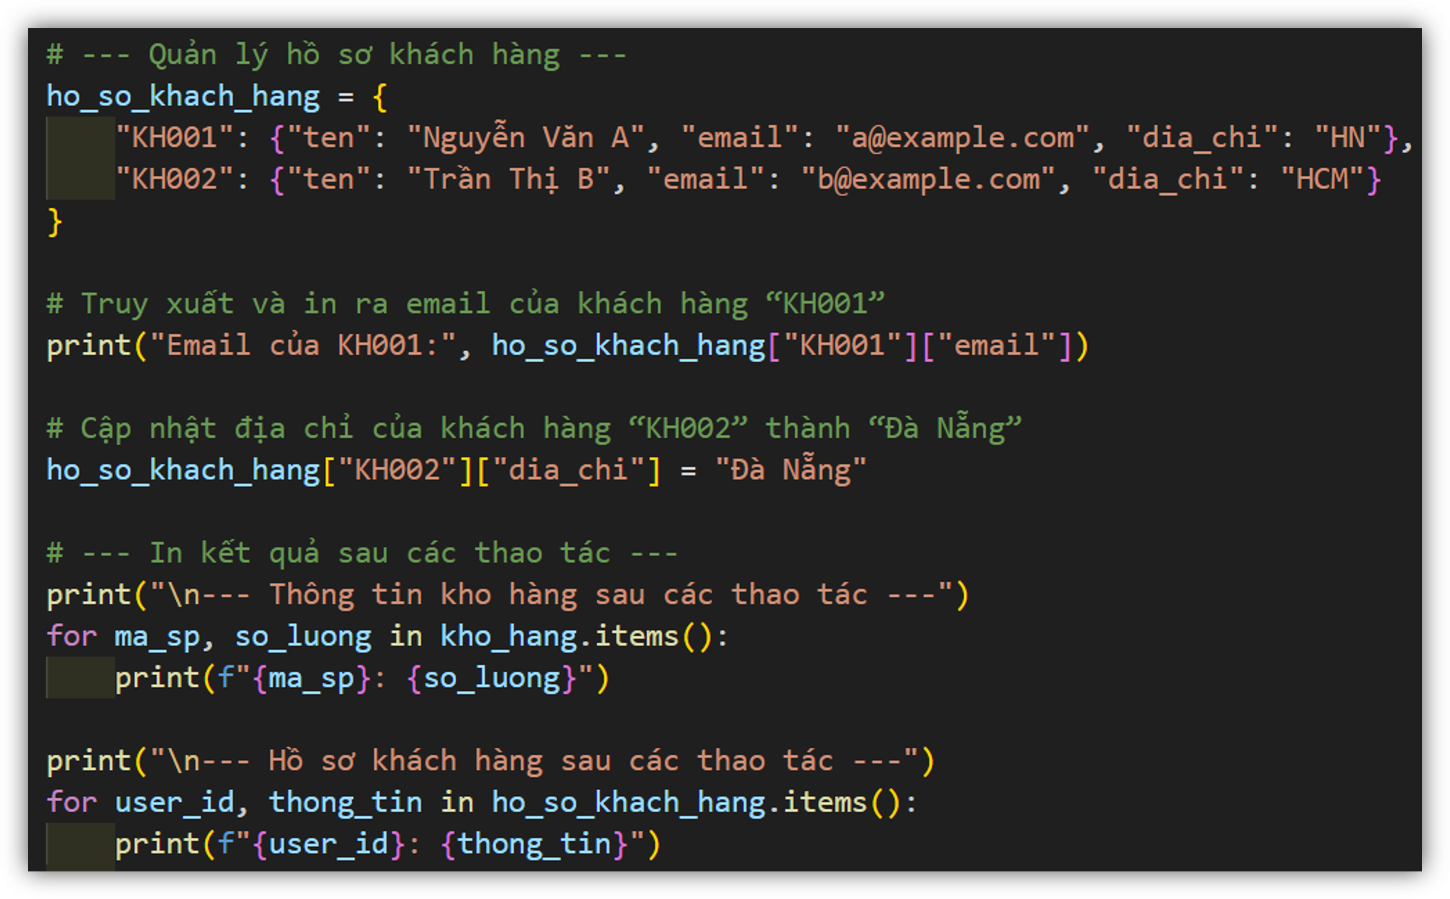 # --- Quản lý hồ sơ khách hàng ---
ho_so_khach_hang = {
    "KH001": {"ten": "Nguyễn Văn A", "email": "a@example.com", "dia_chi": "HN"},
    "KH002": {"ten": "Trần Thị B", "email": "b@example.com", "dia_chi": "HCM"}
}

# Truy xuất và in ra email của khách hàng “KH001”
print("Email của KH001:", ho_so_khach_hang["KH001"]["email"])

# Cập nhật địa chỉ của khách hàng “KH002” thành “Đà Nẵng”
ho_so_khach_hang["KH002"]["dia_chi"] = "Đà Nẵng"

# --- In kết quả sau các thao tác ---
print("\n--- Thông tin kho hàng sau các thao tác ---")
for ma_sp, so_luong in kho_hang.items():
    print(f"{ma_sp}: {so_luong}")

print("\n--- Hồ sơ khách hàng sau các thao tác ---")
for user_id, thong_tin in ho_so_khach_hang.items():
    print(f"{user_id}: {thong_tin}")